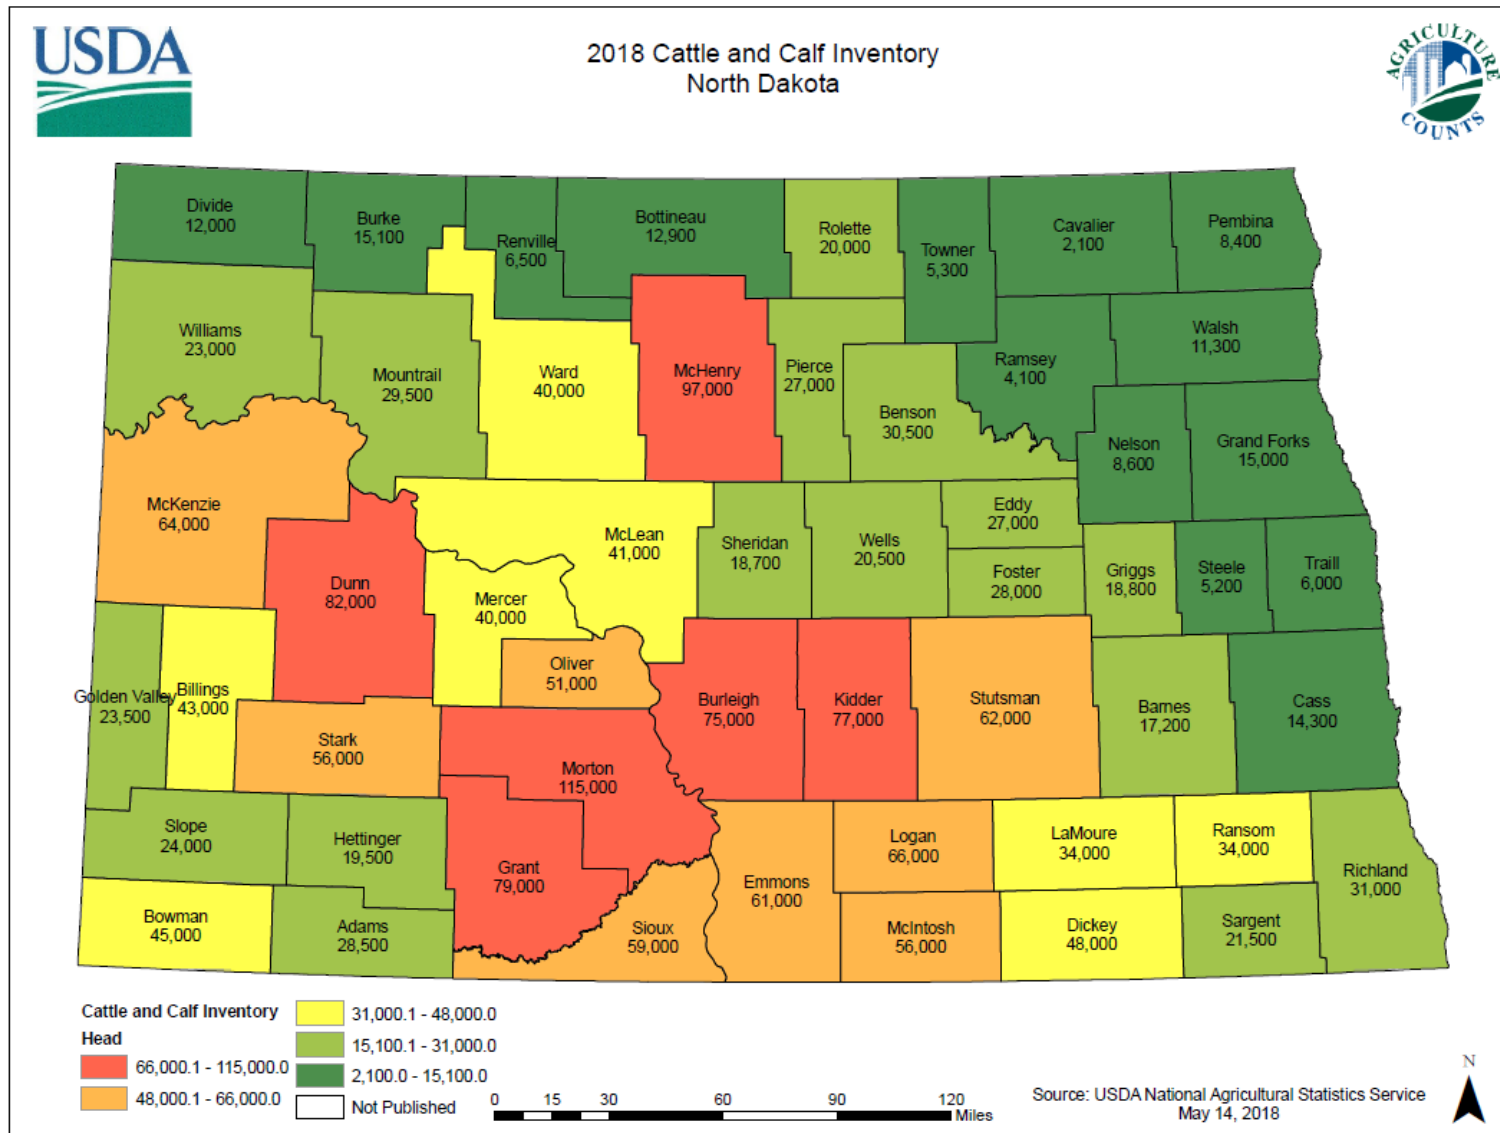 USDA
2018 Cattle and Calf Inventory
North Dakota
AGRICULTURE
COUNTS
Divide
12,000
Burke
15,100
Renville
6,500
Bottineau
12,900
Rolette
20,000
Towner
5,300
Cavalier
2,100
Pembina
8,400
Williams
23,000
Mountrail
29,500
Ward
40,000
McHenry
97,000
Pierce
27,000
Benson
30,500
Ramsey
4,100
Walsh
11,300
Nelson
8,600
Grand Forks
15,000
McKenzie
64,000
Dunn
82,000
McLean
41,000
Mercer
40,000
Oliver
51,000
Sheridan
18,700
Wells
20,500
Eddy
27,000
Foster
28,000
Griggs
18,800
Steele
5,200
Traill
6,000
Golden Valley
23,500
Billings
43,000
Stark
56,000
Morton
115,000
Burleigh
75,000
Kidder
77,000
Stutsman
62,000
Barnes
17,200
Cass
14,300
Slope
24,000
Hettinger
19,500
Grant
79,000
Bowman
45,000
Adams
28,500
Sioux
59,000
Emmons
61,000
Logan
66,000
McIntosh
56,000
LaMoure
34,000
Dickey
48,000
Ransom
34,000
Sargent
21,500
Richland
31,000
Cattle and Calf Inventory
Head
66,000.1 - 115,000.0
48,000.1 - 66,000.0
31,000.1 - 48,000.0
15,100.1 - 31,000.0
2,100.0 - 15,100.0
Not Published
0 15 30 60 90 120
Miles
Source: USDA National Agricultural Statistics Service
May 14, 2018
N